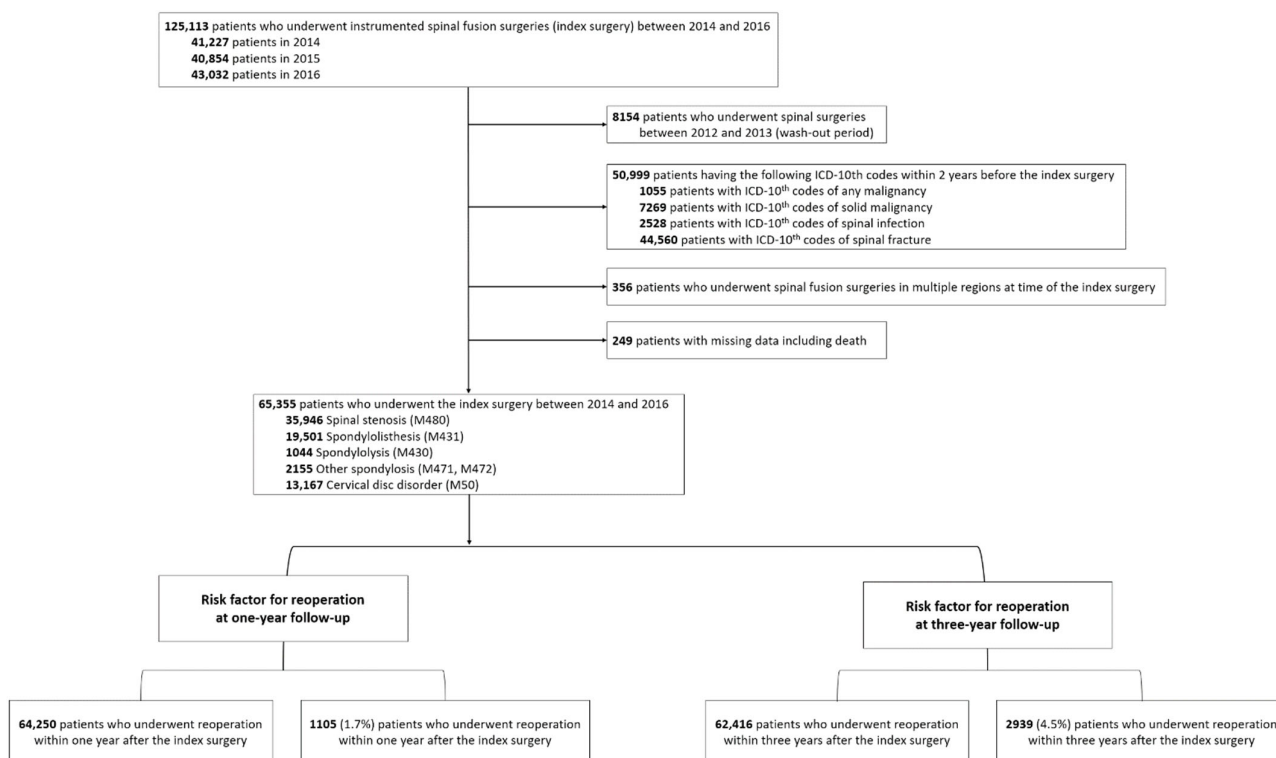 125,113 patients who underwent instrumented spinal fusion surgeries (index surgery) between 2014 and 2016
41,227 patients in 2014
40,854 patients in 2015
43,032 patients in 2016
8154 patients who underwent spinal surgeries
between 2012 and 2013 (wash-out period)
50,999 patients having the following ICD-10th codes within 2 years before the index surgery
1055 patients with ICD-10th codes of any malignancy
7269 patients with ICD-10th codes of solid malignancy
2528 patients with ICD-10th codes of spinal infection
44,560 patients with ICD-10th codes of spinal fracture
356 patients who underwent spinal fusion surgeries in multiple regions at time of the index surgery
249 patients with missing data including death
65,355 patients who underwent the index surgery between 2014 and 2016
35,946 Spinal stenosis (M480)
19,501 Spondylolisthesis (M431)
1044 Spondylolysis (M430)
2155 Other spondylosis (M471, M472)
13,167 Cervical disc disorder (M50)
Risk factor for reoperation
at one-year follow-up
Risk factor for reoperation
at three-year follow-up
64,250 patients who underwent reoperation
within one year after the index surgery
1105 (1.7%) patients who underwent reoperation
within one year after the index surgery
62,416 patients who underwent reoperation
within three years after the index surgery
2939 (4.5%) patients who underwent reoperation
within three years after the index surgery